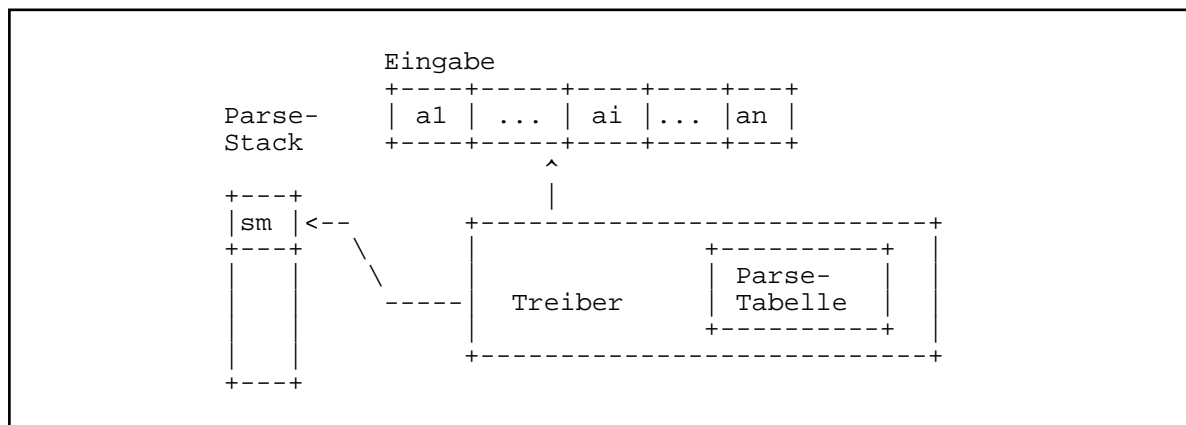 Eingabe
Parse-
Stack
a1 ... ai ... an
sm
Parse-
Treiber Tabelle